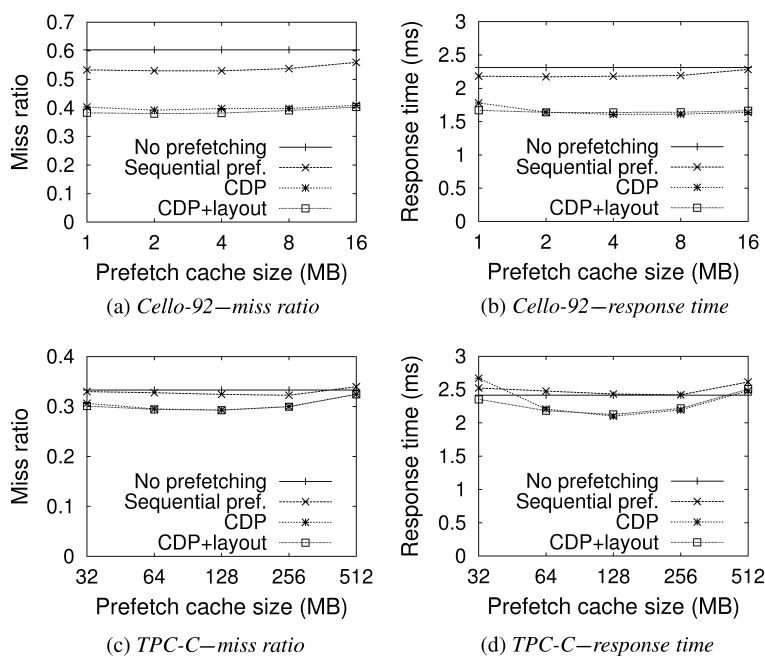 Miss ratio
0.7
0.6
0.5
0.4
0.3
0.2
0.1
0
No prefetching
Sequential pref.
CDP
CDP+layout
1 2 4 8 16
Prefetch cache size (MB)
(a) Cello-92—miss ratio
Response time (ms)
3
2.5
2
1.5
1
0.5
0
No prefetching
Sequential pref.
CDP
CDP+layout
1 2 4 8 16
Prefetch cache size (MB)
(b) Cello-92—response time
Miss ratio
0.4
0.3
0.2
0.1
0
No prefetching
Sequential pref.
CDP
CDP+layout
32 64 128 256 512
Prefetch cache size (MB)
(c) TPC-C—miss ratio
Response time (ms)
3
2.5
2
1.5
1
0.5
0
No prefetching
Sequential pref.
CDP
CDP+layout
32 64 128 256 512
Prefetch cache size (MB)
(d) TPC-C—response time